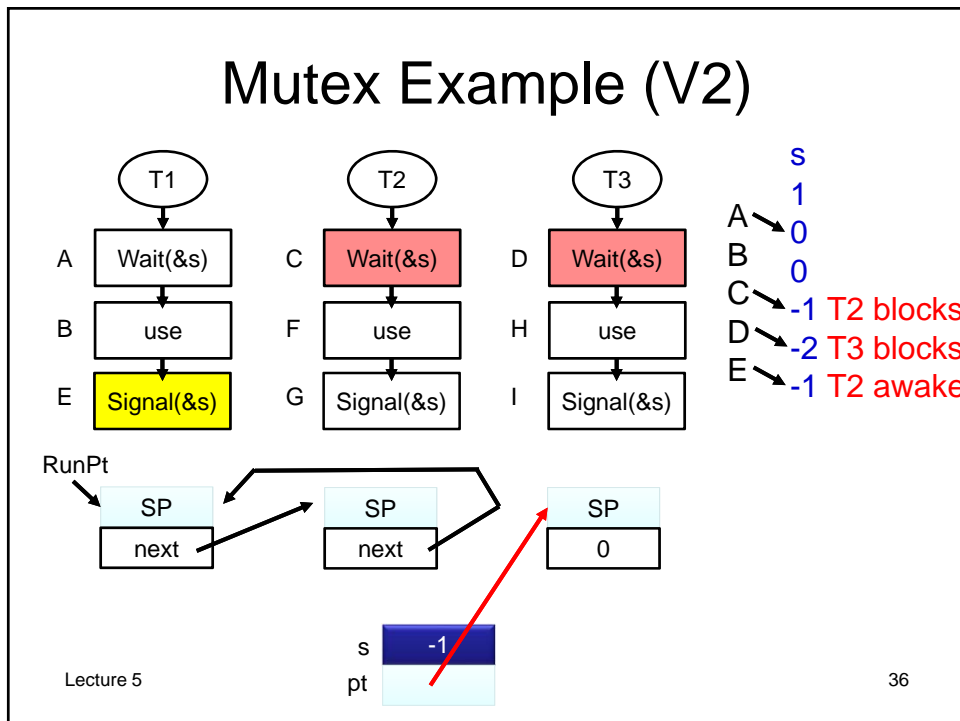 Mutex Example (V2)
T1
T2
T3
A
Wait(&s)
C
Wait(&s)
D
Wait(&s)
B
use
F
use
H
use
E
Signal(&s)
G
Signal(&s)
I
Signal(&s)
s
1
A
0
B
0
C
-1 T2 blocks
D
-2 T3 blocks
E
-1 T2 awake
RunPt
SP
SP
SP
next
next
0
s
-1
pt
Lecture 5
36